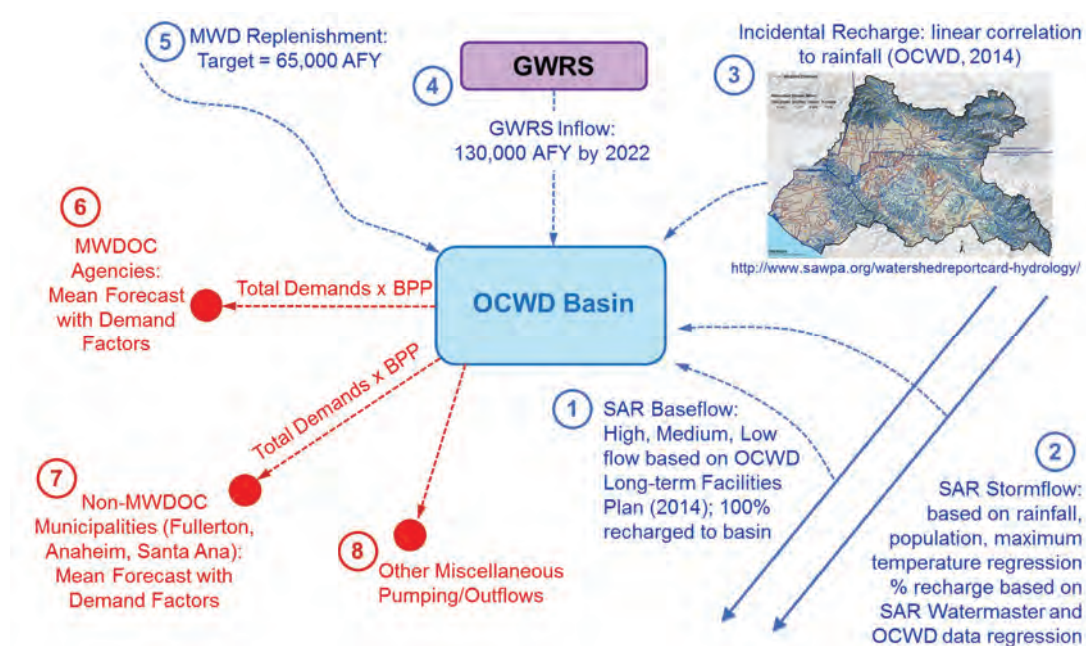 5
MWD Replenishment:
Target = 65,000 AFY
4
GWRS
GWRS Inflow:
130,000 AFY by 2022
Incidental Recharge: linear correlation
to rainfall (OCWD, 2014)
3
http://www.sawpa.org/watershedreportcard-hydrology/
6
MWDOC
Agencies:
Mean Forecast
with Demand
Factors
Total Demands x BPP
OCWD Basin
Total Demands x BPP
1
SAR Baseflow:
High, Medium, Low
flow based on OCWD
Long-term Facilities
Plan (2014); 100%
recharged to basin
2
SAR Stormflow:
based on rainfall,
population, maximum
temperature regression
% recharge based on
SAR Watermaster and
OCWD data regression
7
Non-MWDOC
Municipalities (Fullerton,
Anaheim, Santa Ana):
Mean Forecast with
Demand Factors
8
Other Miscellaneous
Pumping/Outflows